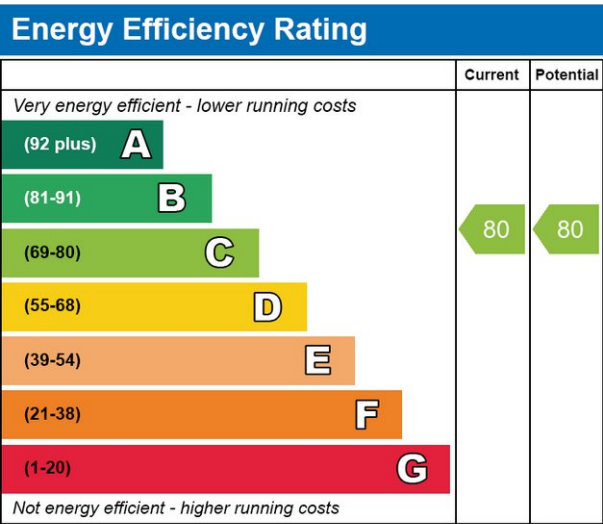 Energy Efficiency Rating
Current Potential
Very energy efficient - lower running costs
(92 plus) A
(81-91) B
80 80
(69-80) C
(55-68) D
(39-54) E
(21-38) F
(1-20) G
Not energy efficient - higher running costs